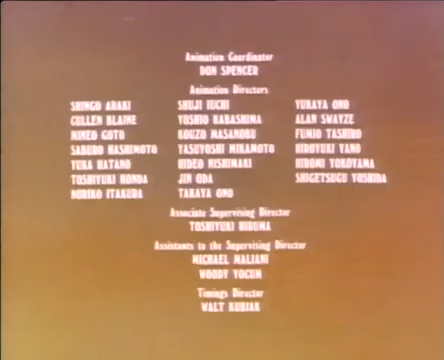 Animation Coordinator
DON SPENCER
Animation Directors
SHINGO ARAKI SHUJI IUCHI YUKAYA ONO
CULLEN BLAINE YOSHIO KABASHIMA ALAN SWAYZE
MINEO GOTO KOUZO MASANOBU FUMIO TASHIRO
SABURO HASHIMOTO YASUYOSHI MIKAMOTO HIROYUKI YANO
YUKA HATANO HIDEO NISHIMAKI HIROMI YOKOYAMA
TOSHIYUKI HONDA JIN ODA SHIGETSUGU YOSHIDA
NORIKO ITAKURA TAKAYA ONO
Associate Supervising Director
TOSHIYUKI HIRUMA
Assistants to the Supervising Director
MICHAEL MALIANI
WOODY YOCUM
Timings Director
WALT KUBIAK